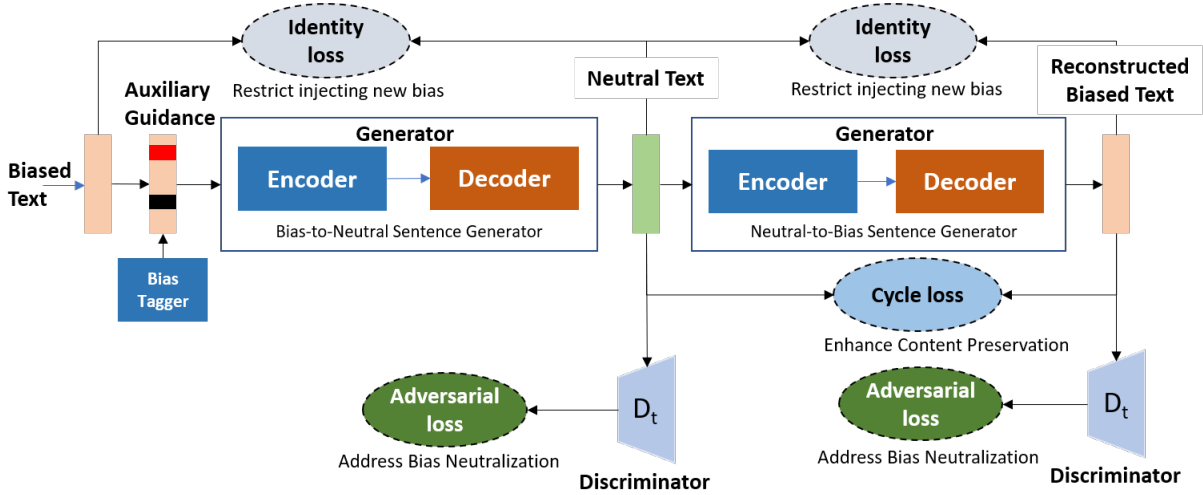 Identity
loss
Restrict injecting new bias
Identity
loss
Restrict injecting new bias
Neutral Text
Reconstructed
Biased Text
Auxiliary
Guidance
Biased
Text
Bias
Tagger
Generator
Encoder
Decoder
Bias-to-Neutral Sentence Generator
Generator
Encoder
Decoder
Neutral-to-Bias Sentence Generator
Cycle loss
Enhance Content Preservation
Adversarial
loss
Address Bias Neutralization
Dt
Discriminator
Adversarial
loss
Address Bias Neutralization
Dt
Discriminator